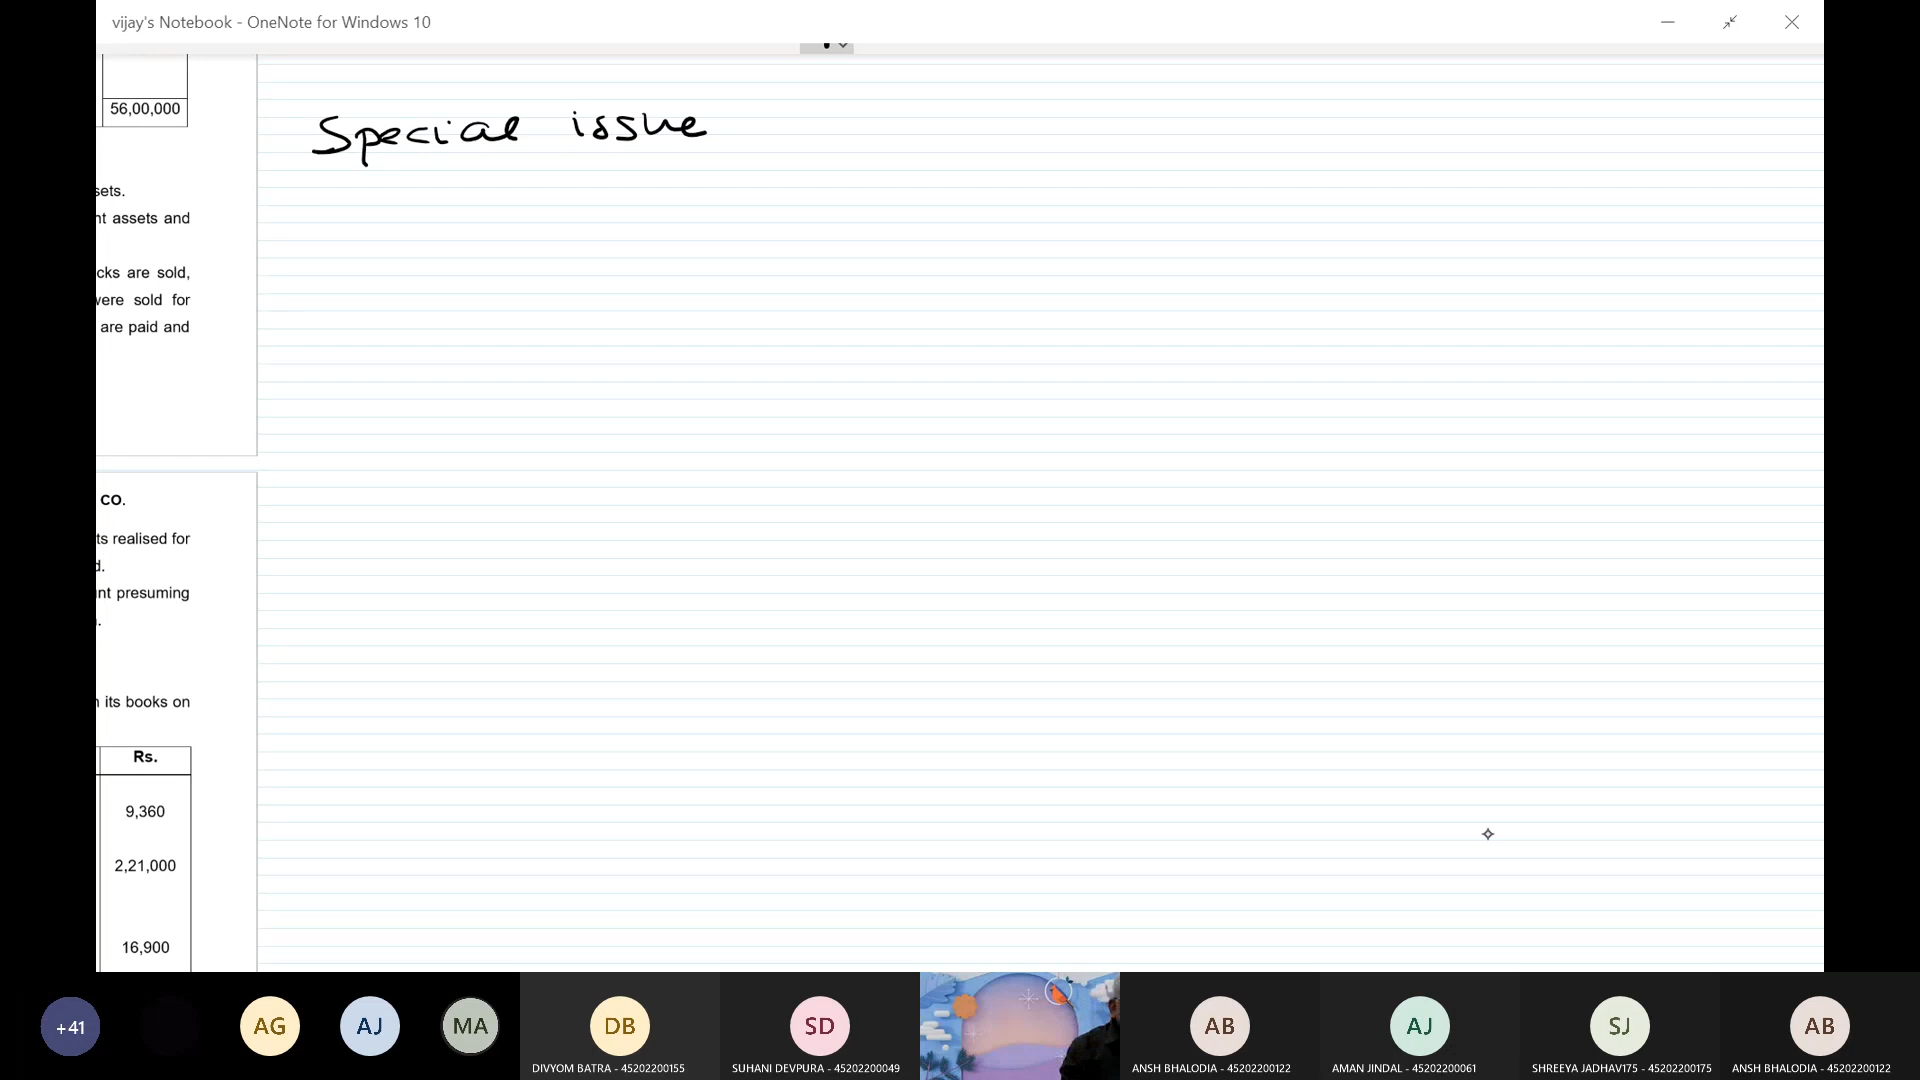 vijay's Notebook - OneNote for Windows 10
56,00,000
Special issue
sets.
nt assets and
cks are sold,
were sold for
are paid and
CO.
ts realised for
d.
unt presuming
its books on
Rs.
9,360
2,21,000
16,900
+41
AG
AJ
MA
DB
SD
AB
AJ
SJ
AB
DIVYOM BATRA - 45202200155
SUHANI DEVPURA - 45202200049
ANSH BHALODIA - 45202200122
AMAN JINDAL - 45202200061
SHREEYA JADHAV175 - 45202200175
ANSH BHALODIA - 45202200122